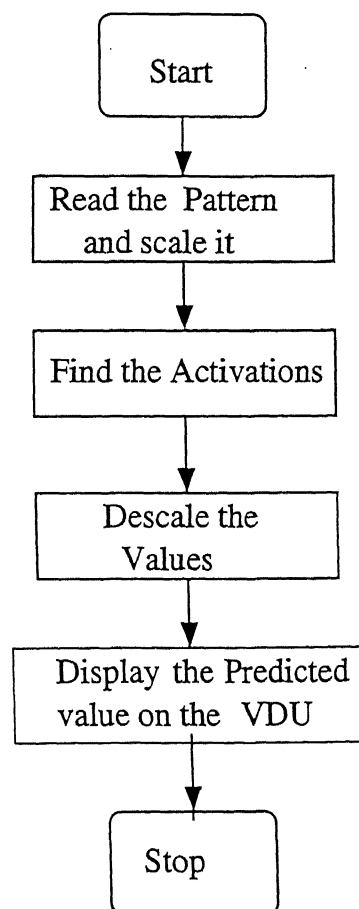 Start
Read the Pattern
and scale it
Find the Activations
Descale the
Values
Display the Predicted
value on the VDU
Stop